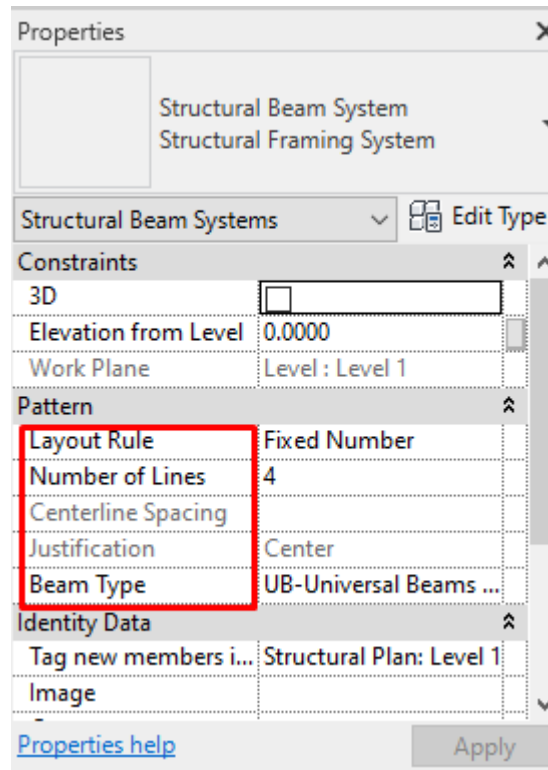 Properties
Structural Beam System
Structural Framing System
Structural Beam Systems Edit Type
Constraints
3D
Elevation from Level 0.0000
Work Plane Level : Level 1
Pattern
Layout Rule Fixed Number
Number of Lines 4
Centerline Spacing
Justification Center
Beam Type UB-Universal Beams ...
Identity Data
Tag new members i... Structural Plan: Level 1
Image
Properties help Apply